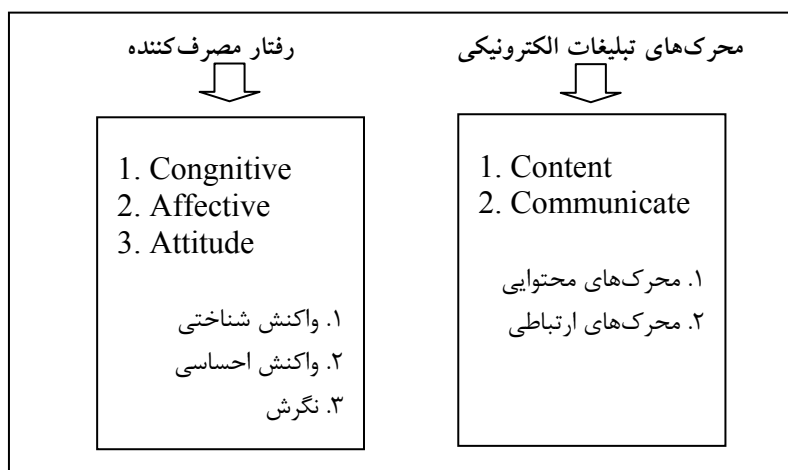 محرک‌های تبلیغات الکترونیکی
1. Content
2. Communicate
۱. محرک‌های محتوایی
۲. محرک‌های ارتباطی
رفتار مصرف‌کننده
1. Congnitive
2. Affective
3. Attitude
۱. واکنش شناختی
۲. واکنش احساسی
۳. نگرش